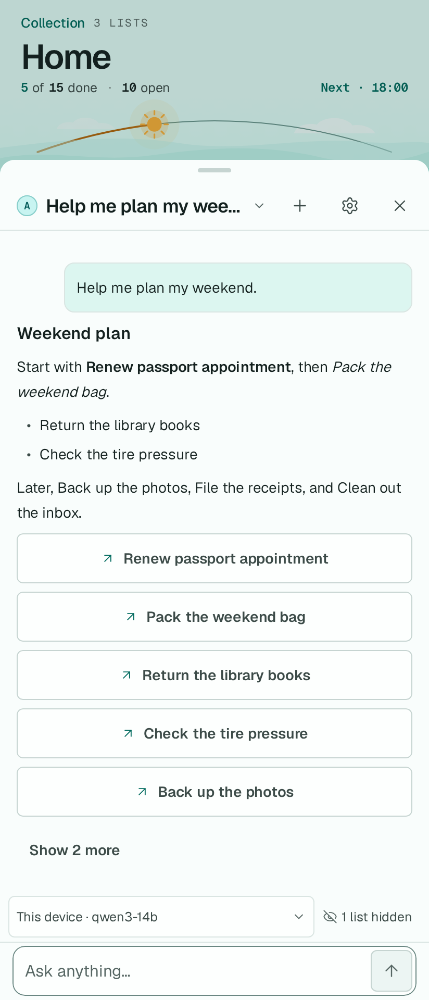 Collection 3 LISTS
Home
5 of 15 done · 10 open Next · 18:00
A Help me plan my wee...
Help me plan my weekend.
Weekend plan
Start with Renew passport appointment, then Pack the
weekend bag.
• Return the library books
• Check the tire pressure
Later, Back up the photos, File the receipts, and Clean out
the inbox.
Renew passport appointment
Pack the weekend bag
Return the library books
Check the tire pressure
Back up the photos
Show 2 more
This device · qwen3-14b 1 list hidden
Ask anything...